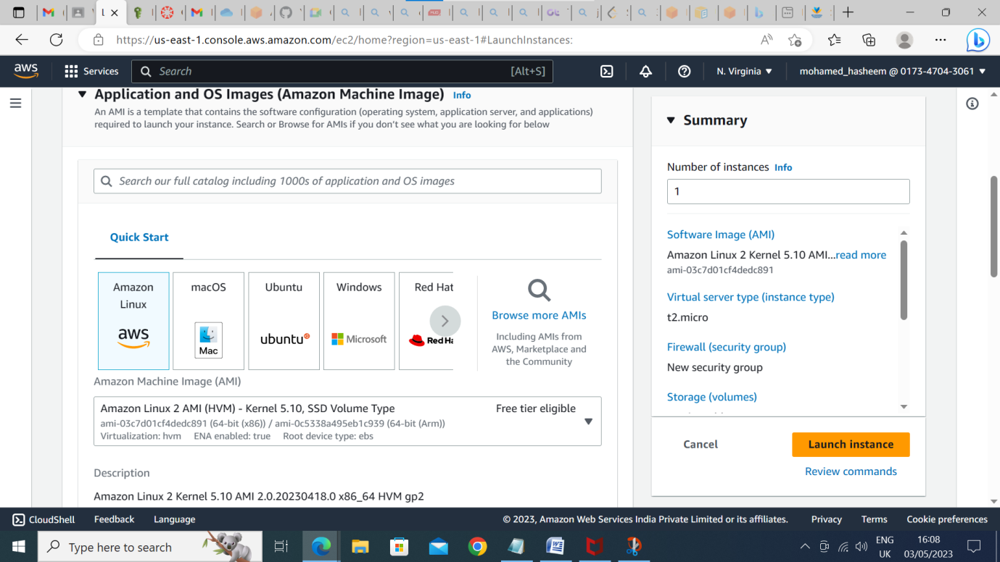 https://us-east-1.console.aws.amazon.com/ec2/home?region=us-east-1#LaunchInstances:
aws
Services
Search
[Alt+S]
N. Virginia
mohamed_hasheem @ 0173-4704-3061
Application and OS Images (Amazon Machine Image) Info
An AMI is a template that contains the software configuration (operating system, application server, and applications)
required to launch your instance. Search or Browse for AMIs if you don't see what you are looking for below
Search our full catalog including 1000s of application and OS images
Quick Start
Amazon
Linux
aws
macOS
Mac
Ubuntu
ubuntu
Windows
Microsoft
Red Hat
Red Ha
Browse more AMIs
Including AMIs from
AWS, Marketplace and
the Community
Amazon Machine Image (AMI)
Amazon Linux 2 AMI (HVM) - Kernel 5.10, SSD Volume Type
Free tier eligible
ami-03c7d01cf4dedc891 (64-bit (x86)) / ami-0c5338a495eb1c939 (64-bit (Arm))
Virtualization: hvm ENA enabled: true Root device type: ebs
Description
Amazon Linux 2 Kernel 5.10 AMI 2.0.20230418.0 x86_64 HVM gp2
Summary
Number of instances Info
1
Software Image (AMI)
Amazon Linux 2 Kernel 5.10 AMI...read more
ami-03c7d01cf4dedc891
Virtual server type (instance type)
t2.micro
Firewall (security group)
New security group
Storage (volumes)
Cancel
Launch instance
Review commands
CloudShell
Feedback
Language
© 2023, Amazon Web Services India Private Limited or its affiliates.
Privacy
Terms
Cookie preferences
Type here to search
ENG
UK
16:08
03/05/2023